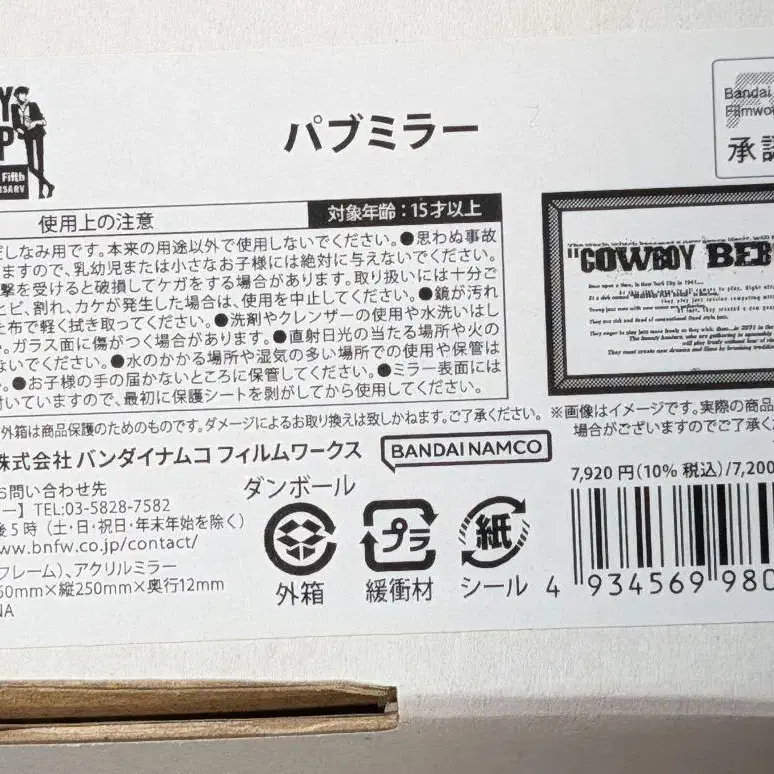 Y
P
Fifth
ERSARY
パブミラー
Bandai
Filmwo
承認
使用上の注意
対象年齢：15才以上
だしなみ用です。本来の用途以外で使用しないでください。●思わぬ事故
ますので、乳幼児または小さなお子様には絶対に与えないでください。
撃を受けると破損してケガをする場合があります。取り扱いには十分ご
ヒビ、割れ、カケが発生した場合は、使用を中止してください。●鏡が汚れ
た布で軽く拭き取ってください。●洗剤やクレンザーの使用や水洗いはし
。ガラス面に傷がつく場合があります。●直射日光の当たる場所や火の
ないでください。●水のかかる場所や湿気の多い場所での使用や保管は
。●お子様の手の届かないところに保管してください。●ミラー表面には
付いていますので、最初に保護シートを剥がしてから使用してください。
"COWBOY BEB
Once upon a time, in New York City in 1941...
外箱は商品保護のためのものです。ダメージによるお取り換えは致しかねます。ご了承ください。
※画像はイメージです。実際の商品
場合がございますのでご了承くだ
株式会社 バンダイナムコ フィルムワークス
BANDAI NAMCO
お問い合わせ先
ー】TEL:03-5828-7582
後5時（土・日・祝日・年末年始を除く）
www.bnfw.co.jp/contact/
フレーム）、アクリルミラー
50mm×縦250mm×奥行12mm
NA
ダンボール
外箱
プラ
緩衝材
紙
シール
7,920円（10% 税込）/7,200
4 934569 980